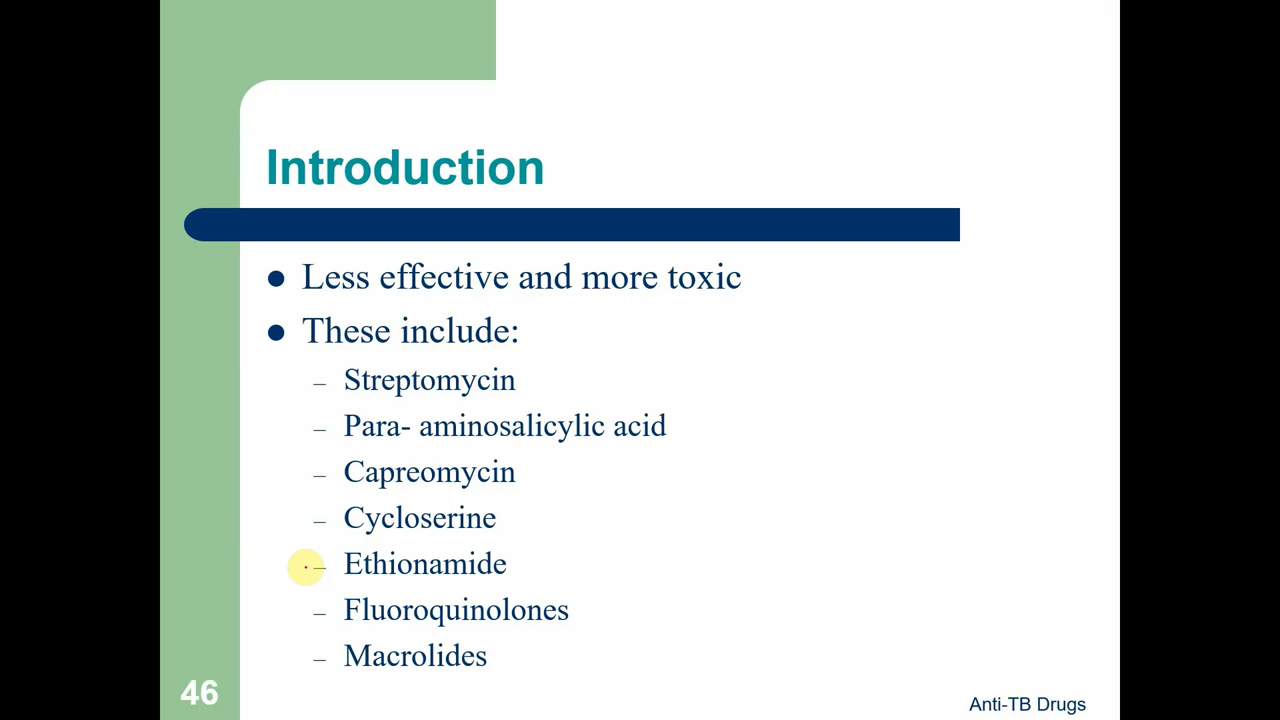 Introduction
● Less effective and more toxic
● These include:
– Streptomycin
– Para- aminosalicylic acid
– Capreomycin
– Cycloserine
– Ethionamide
– Fluoroquinolones
– Macrolides
46
Anti-TB Drugs